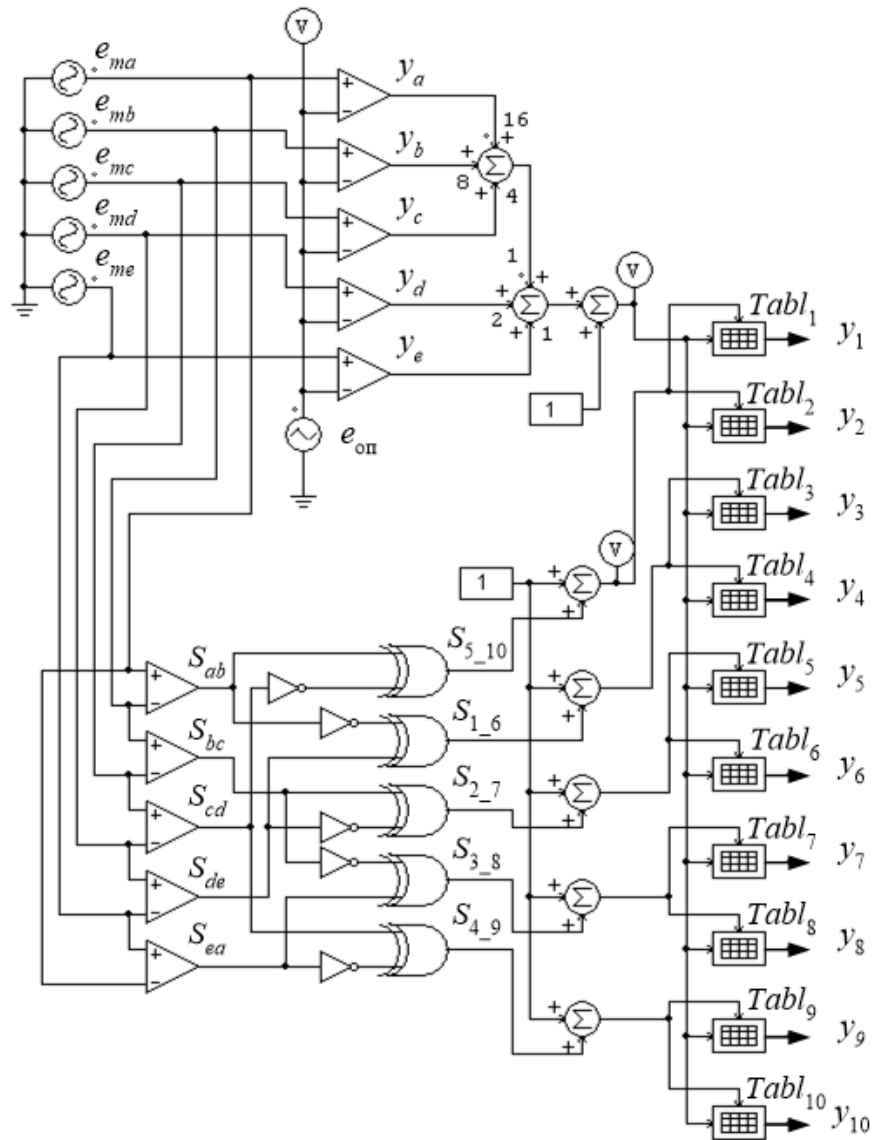 V
e_ma
y_a
e_mb
16
y_b
e_mc
8
4
y_c
e_md
1
V
e_me
y_d
2
1
Tabl_1
y_1
y_e
1
Tabl_2
y_2
e_оп
Tabl_3
y_3
V
1
Tabl_4
y_4
S_5_10
S_ab
Tabl_5
y_5
S_1_6
S_bc
Tabl_6
y_6
S_2_7
S_cd
Tabl_7
y_7
S_3_8
S_de
Tabl_8
y_8
S_4_9
S_ea
Tabl_9
y_9
Tabl_10
y_10